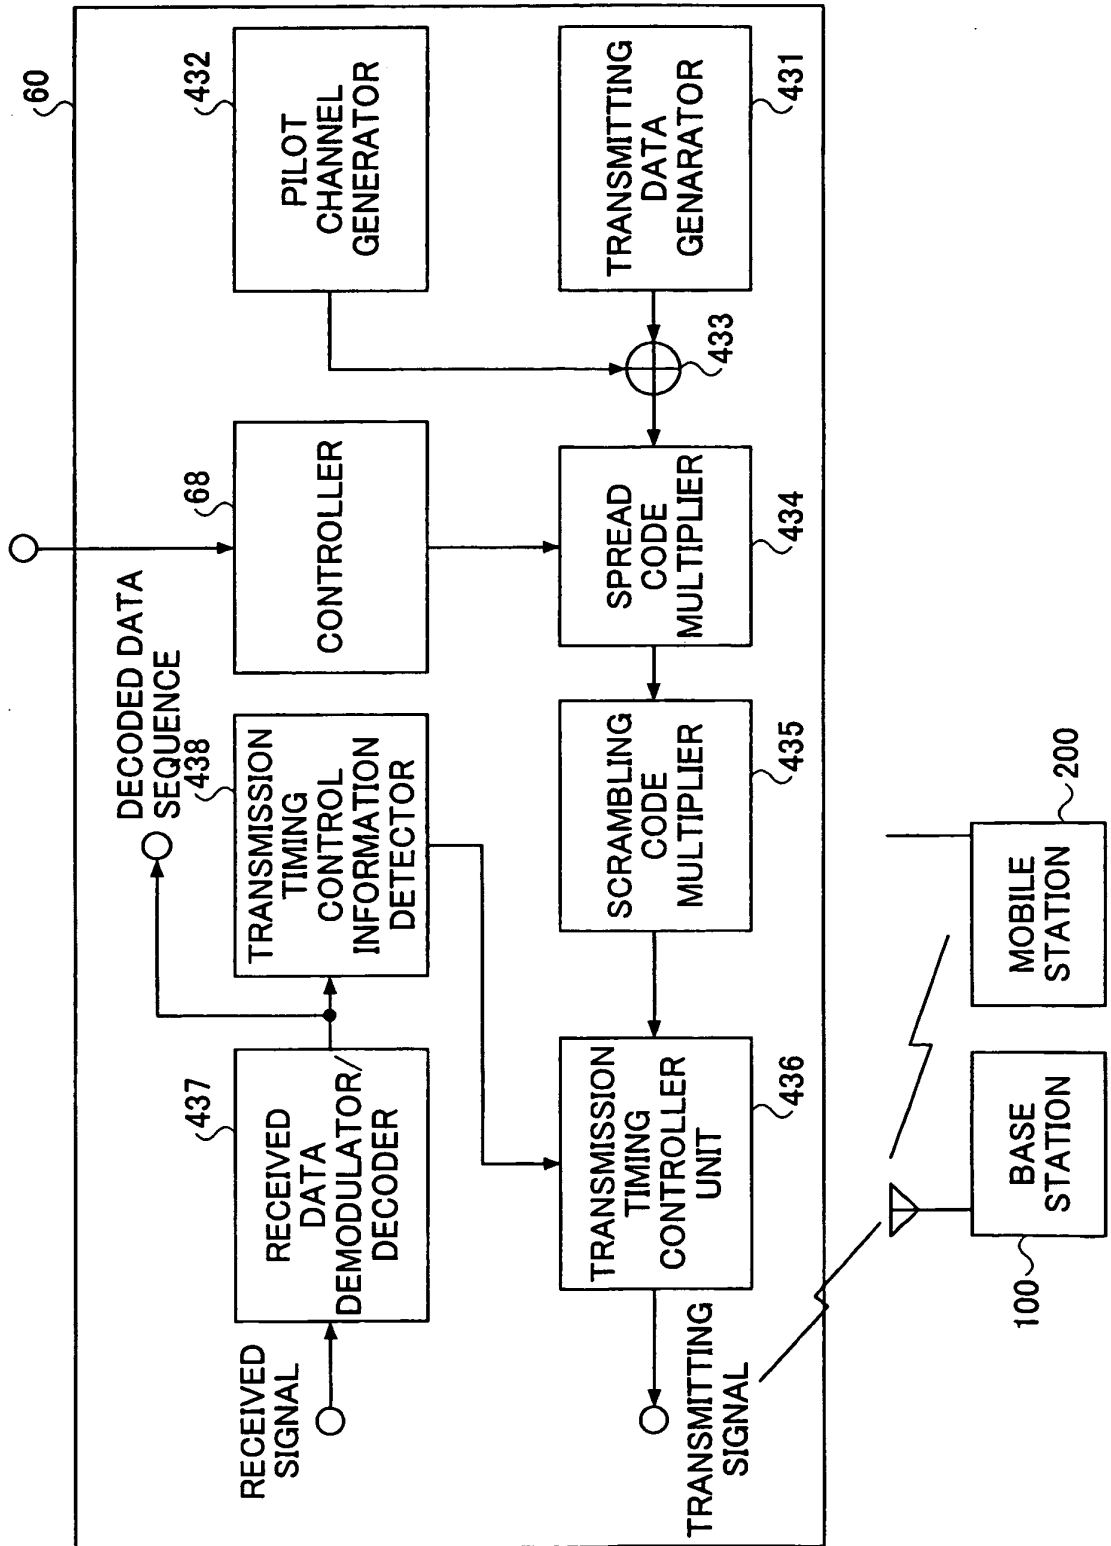 60
RECEIVED
SIGNAL
437
RECEIVED
DATA
DEMODULATOR/
DECODER
DECODED DATA
SEQUENCE
438
TRANSMISSION
TIMING
CONTROL
INFORMATION
DETECTOR
68
CONTROLLER
432
PILOT
CHANNEL
GENERATOR
TRANSMITTING
SIGNAL
TRANSMISSION
TIMING
CONTROLLER
UNIT
436
SCRAMBLING
CODE
MULTIPLIER
435
SPREAD
CODE
MULTIPLIER
434
433
TRANSMITTING
DATA
GENARATOR
431
100
BASE
STATION
200
MOBILE
STATION